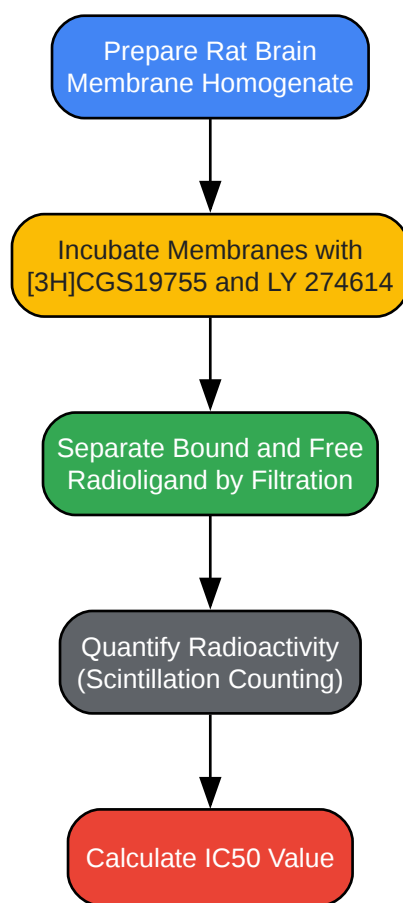 Prepare Rat Brain
Membrane Homogenate
Incubate Membranes with
[3H]CGS19755 and LY 274614
Separate Bound and Free
Radioligand by Filtration
Quantify Radioactivity
(Scintillation Counting)
Calculate IC50 Value